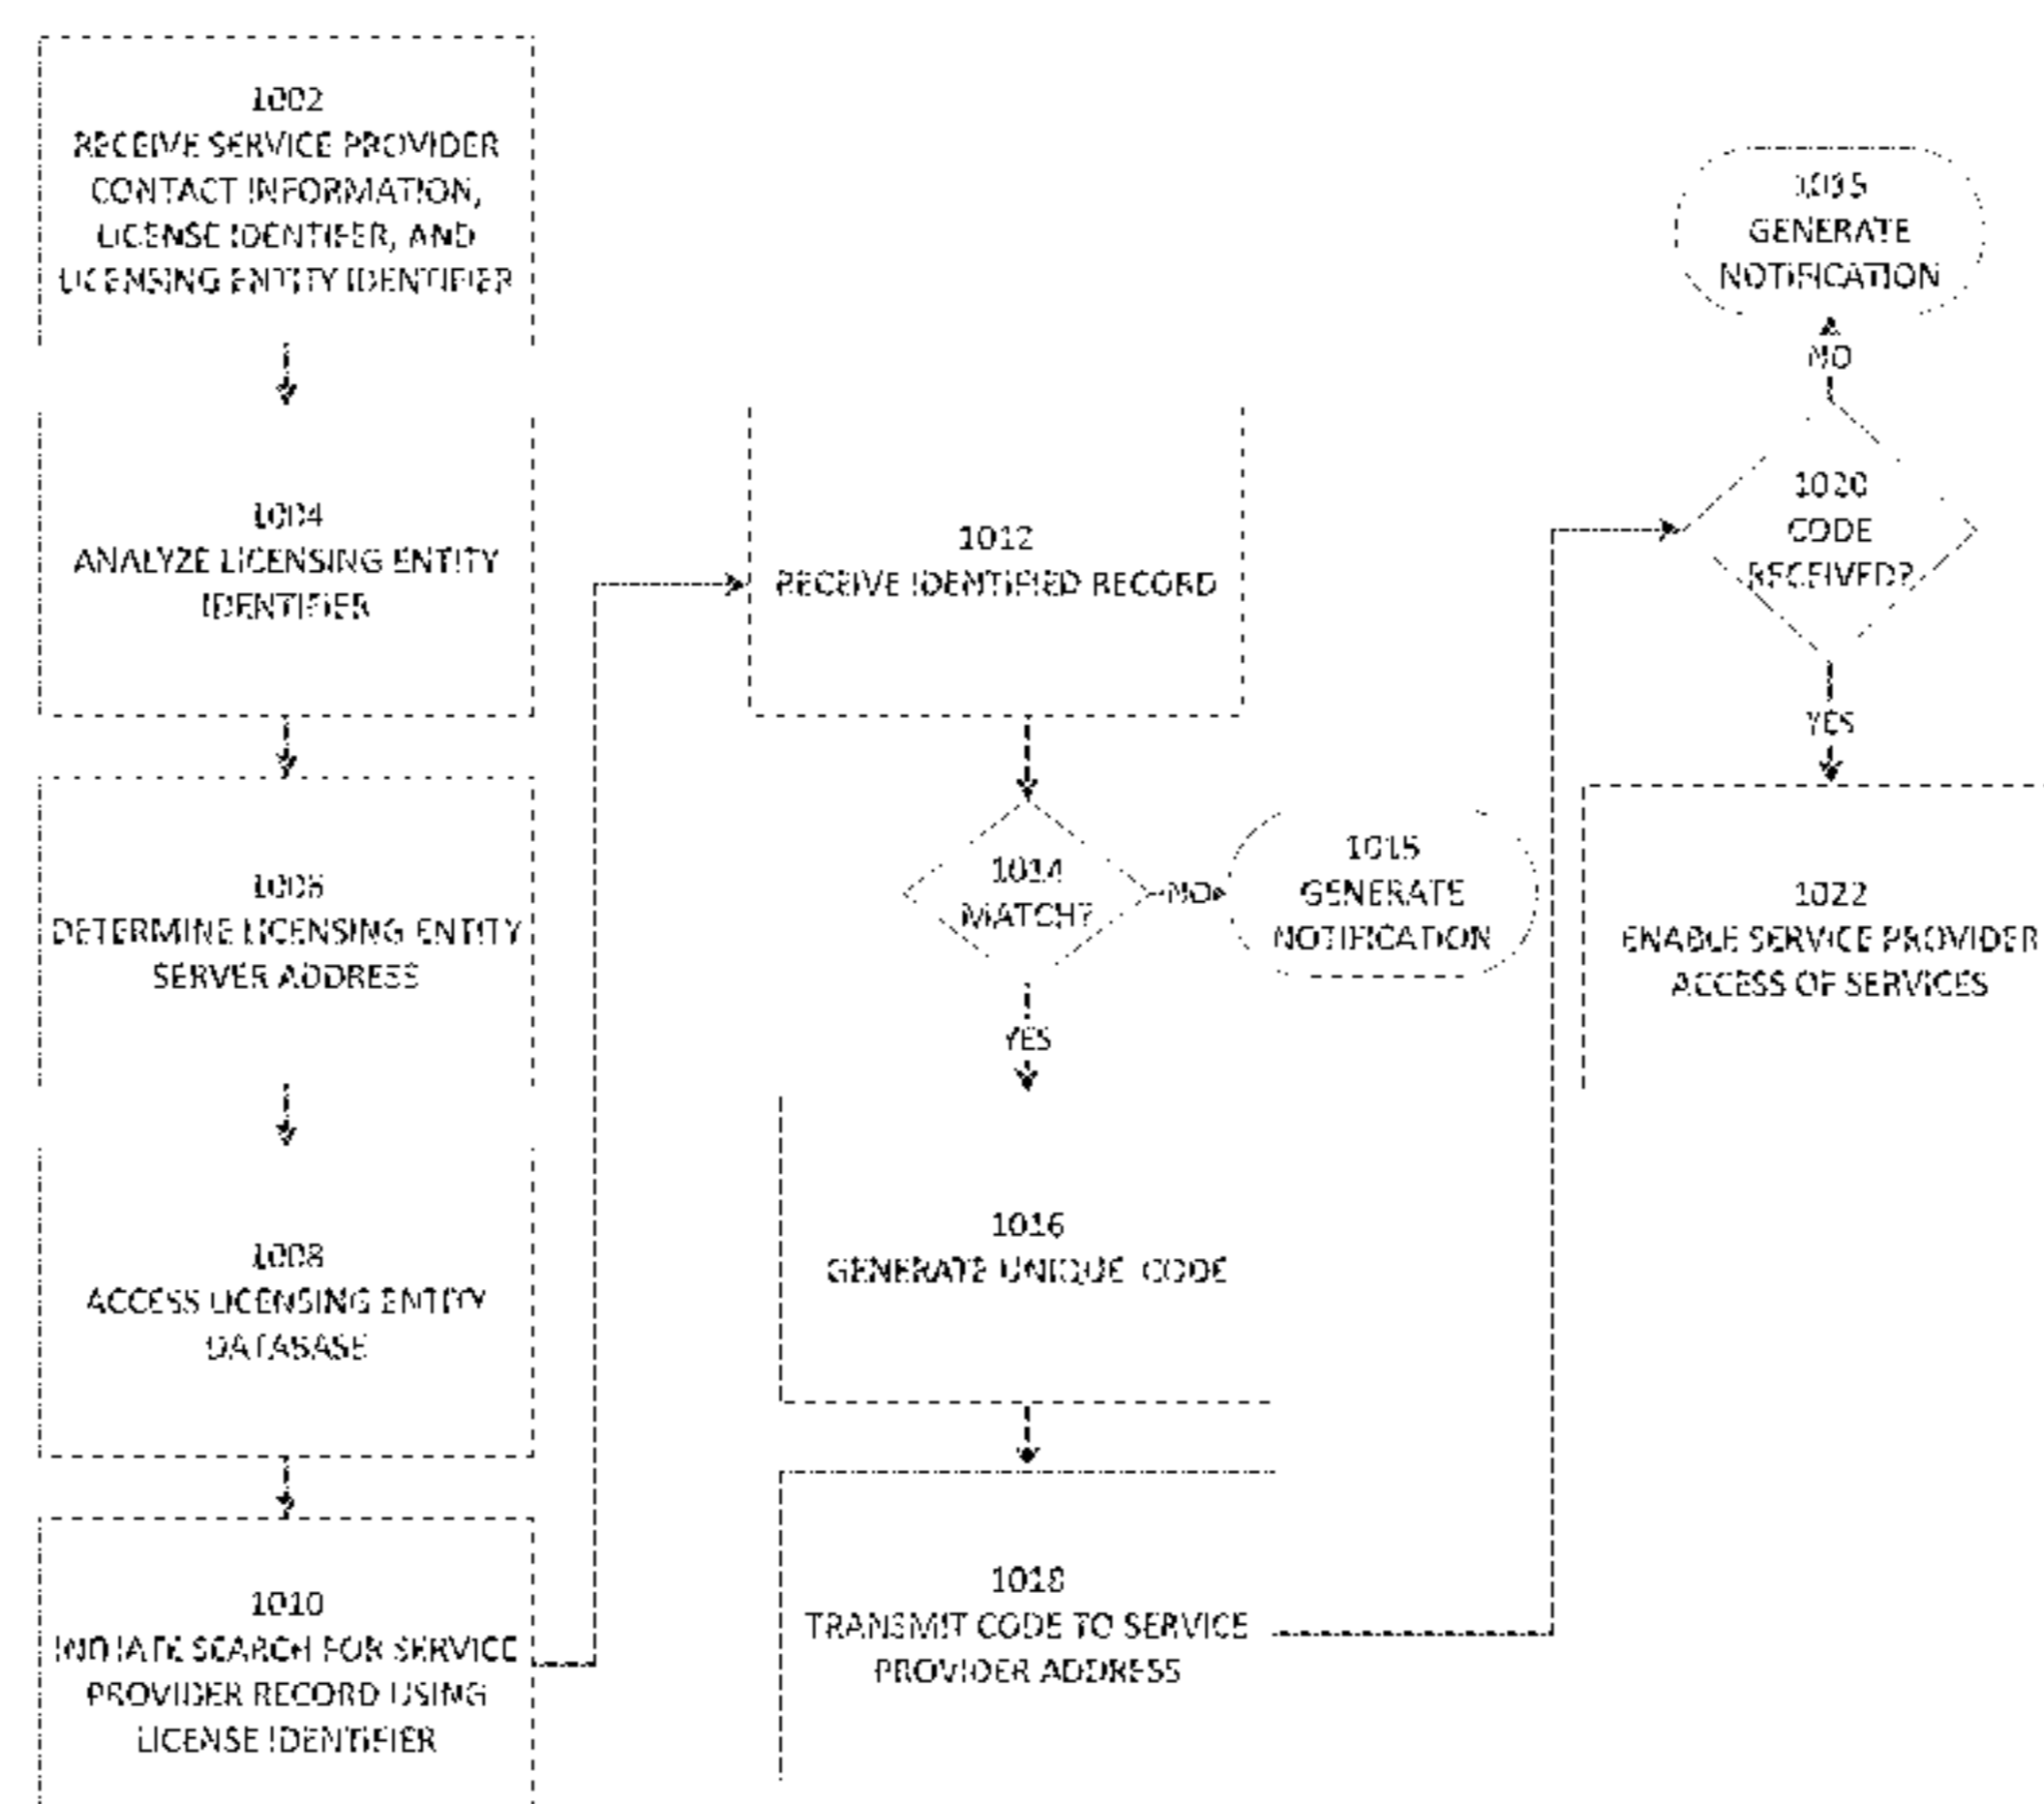 1002
RECEIVE SERVICE PROVIDER
CONTACT INFORMATION,
LICENSE IDENTIFER, AND
LICENSING ENTITY IDENTIFIER
1004
ANALYZE LICENSING ENTITY
IDENTIFIER
1006
DETERMINE LICENSING ENTITY
SERVER ADDRESS
1008
ACCESS LICENSING ENTITY
DATABASE
1010
INITIATE SEARCH FOR SERVICE
PROVIDER RECORD USING
LICENSE IDENTIFIER
1012
RECEIVE IDENTIFIED RECORD
1014
MATCH?
NO
1015
GENERATE
NOTIFICATION
YES
1016
GENERATE UNIQUE CODE
1018
TRANSMIT CODE TO SERVICE
PROVIDER ADDRESS
1015
GENERATE
NOTIFICATION
NO
1020
CODE
RECEIVED?
YES
1022
ENABLE SERVICE PROVIDER
ACCESS OF SERVICES